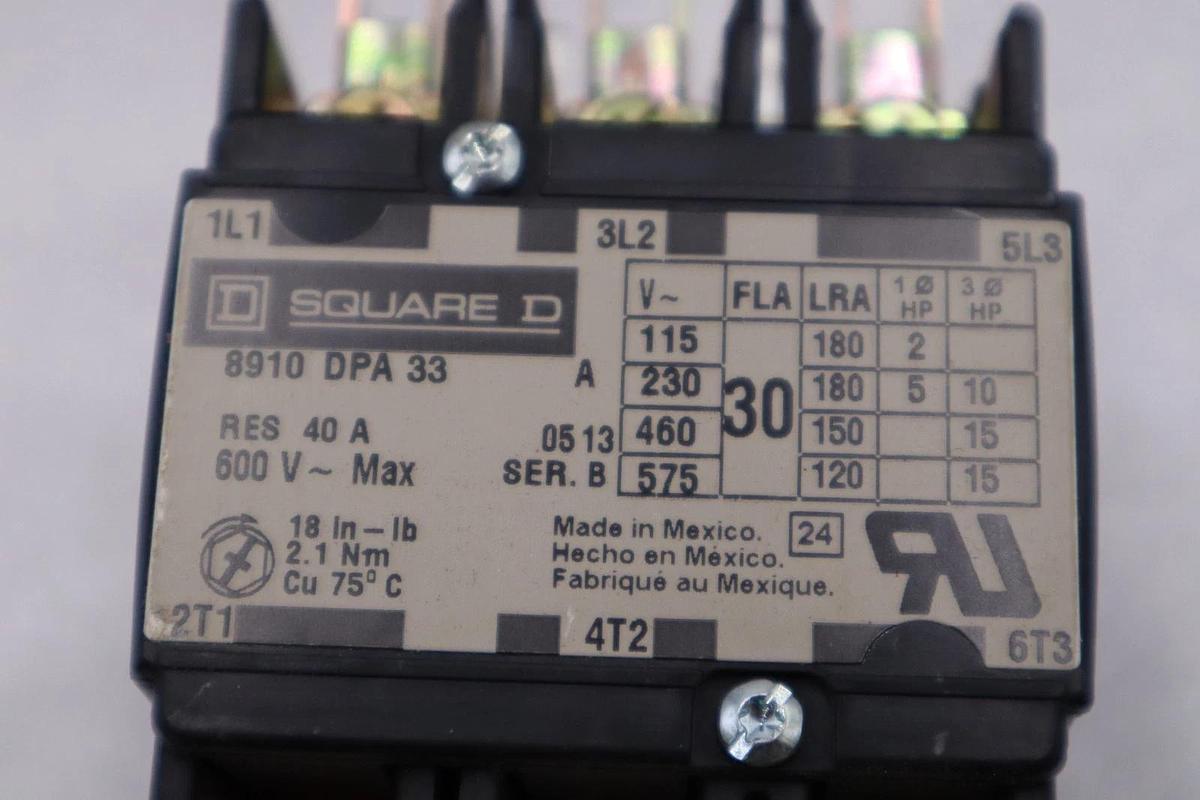 1L1 3L2 5L3
D SQUARE D
8910 DPA 33 A
RES 40 A 0513
600 V~ Max SER. B
V~ FLA LRA 1 Ø HP 3 Ø HP
115 30 180 2
230 180 5 10
460 150 15
575 120 15
18 In-lb
2.1 Nm
Cu 75° C
Made in Mexico. 24
Hecho en México.
Fabriqué au Mexique.
UR
2T1 4T2 6T3